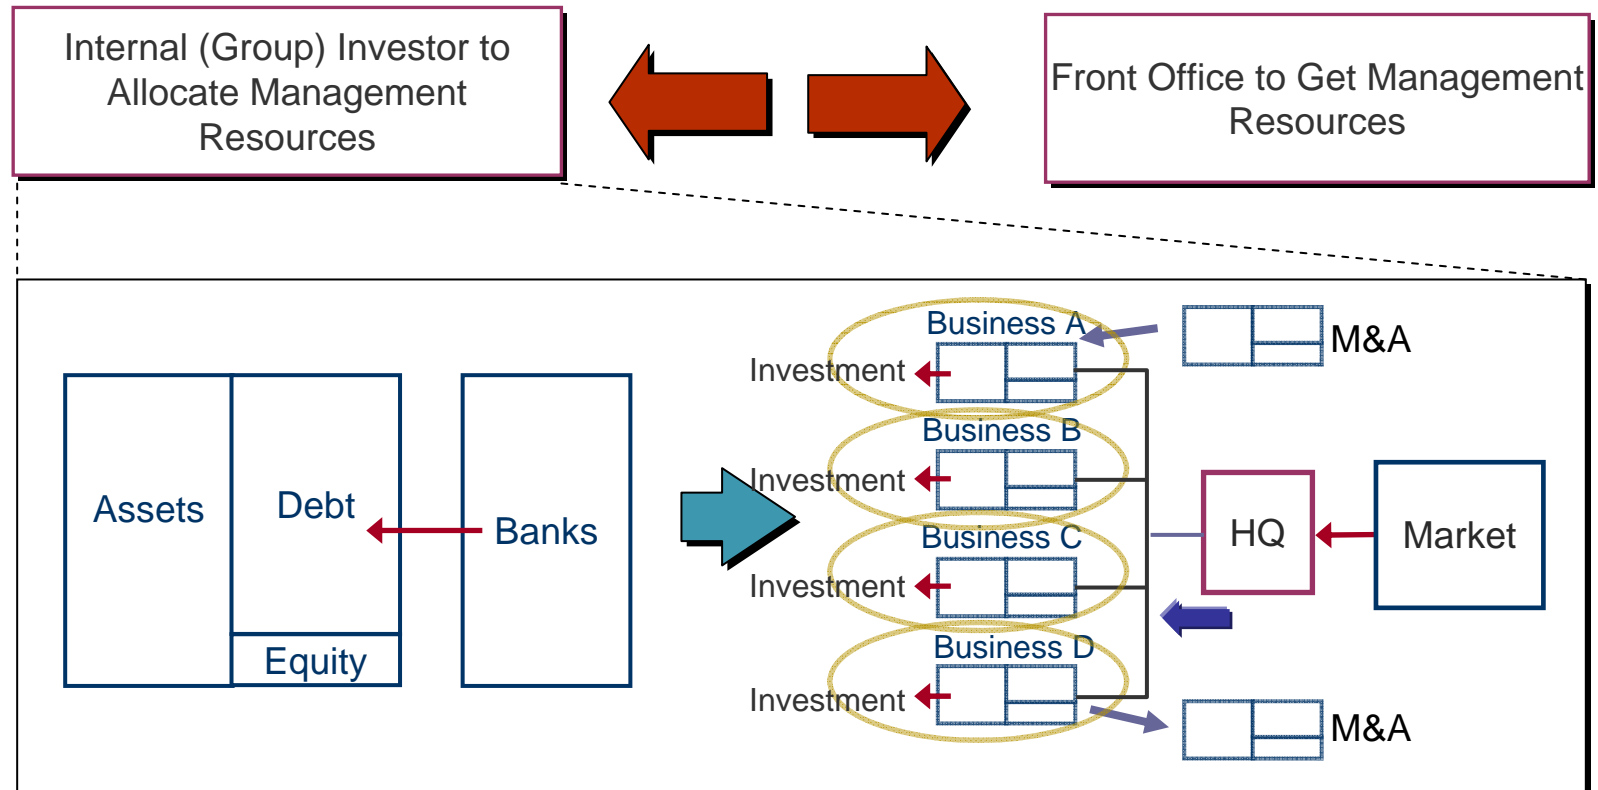 Internal (Group) Investor to
Allocate Management
Resources
Front Office to Get Management
Resources
Business A
M&A
Investment
Business B
Investment
Assets
Debt
Banks
Business C
HQ
Market
Investment
Equity
Business D
Investment
M&A